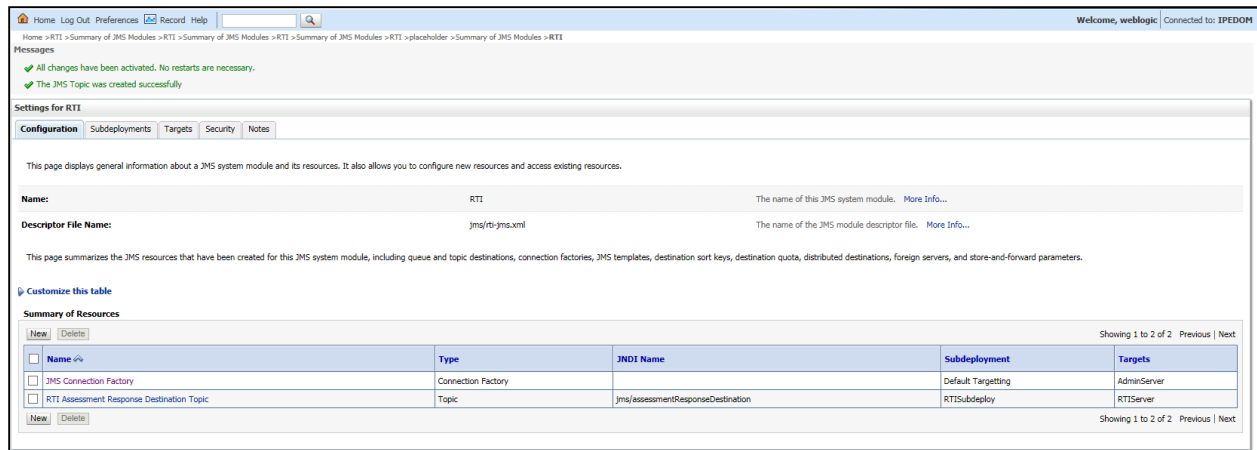 Home Log Out Preferences Record Help
Welcome, weblogic Connected to: IPEDOM
Home >RTI >Summary of JMS Modules >RTI >Summary of JMS Modules >RTI >Summary of JMS Modules >RTI >placeholder >Summary of JMS Modules >RTI
Messages
All changes have been activated. No restarts are necessary.
The JMS Topic was created successfully
Settings for RTI
Configuration Subdeployments Targets Security Notes
This page displays general information about a JMS system module and its resources. It also allows you to configure new resources and access existing resources.
Name: RTI The name of this JMS system module. More Info...
Descriptor File Name: jms/rti-jms.xml The name of the JMS module descriptor file. More Info...
This page summarizes the JMS resources that have been created for this JMS system module, including queue and topic destinations, connection factories, JMS templates, destination sort keys, destination quota, distributed destinations, foreign servers, and store-and-forward parameters.
Customize this table
Summary of Resources
New Delete Showing 1 to 2 of 2 Previous | Next
Name Type JNDI Name Subdeployment Targets
JMS Connection Factory Connection Factory Default Targetting AdminServer
RTI Assessment Response Destination Topic Topic jms/assessmentResponseDestination RTISubdeploy RTIServer
New Delete Showing 1 to 2 of 2 Previous | Next